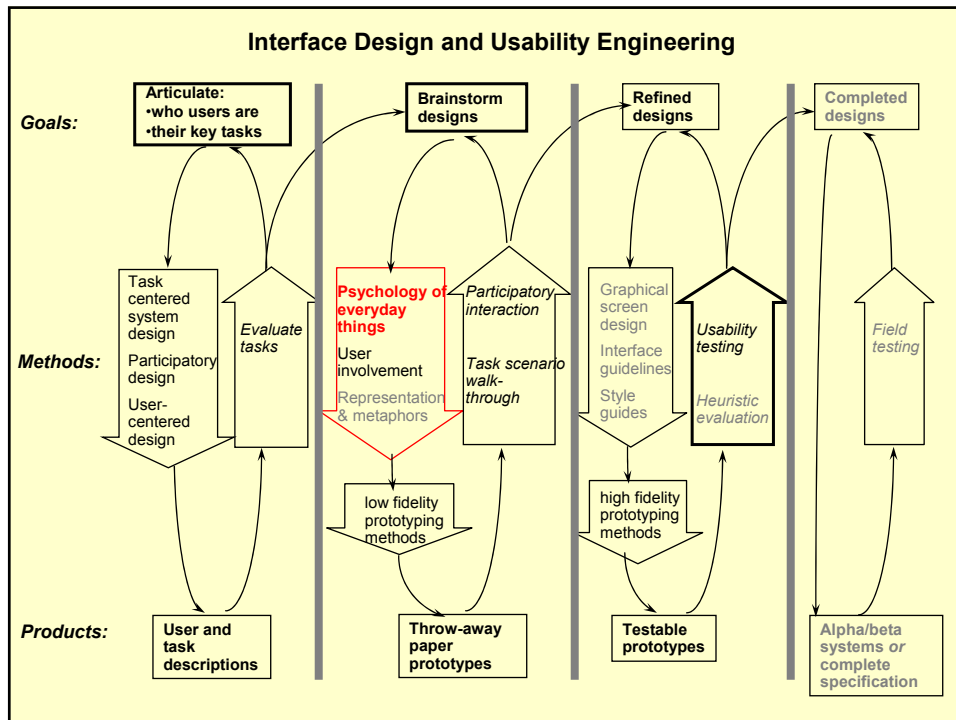 Interface Design and Usability Engineering
Goals:
Articulate:
•who users are
•their key tasks
Brainstorm
designs
Refined
designs
Completed
designs
Methods:
Task
centered
system
design
Participatory
design
User-
centered
design
Evaluate
tasks
Psychology of
everyday
things
User
involvement
Representation
& metaphors
Participatory
interaction
Task scenario
walk-
through
Graphical
screen
design
Interface
guidelines
Style
guides
Usability
testing
Heuristic
evaluation
Field
testing
low fidelity
prototyping
methods
high fidelity
prototyping
methods
Products:
User and
task
descriptions
Throw-away
paper
prototypes
Testable
prototypes
Alpha/beta
systems or
complete
specification